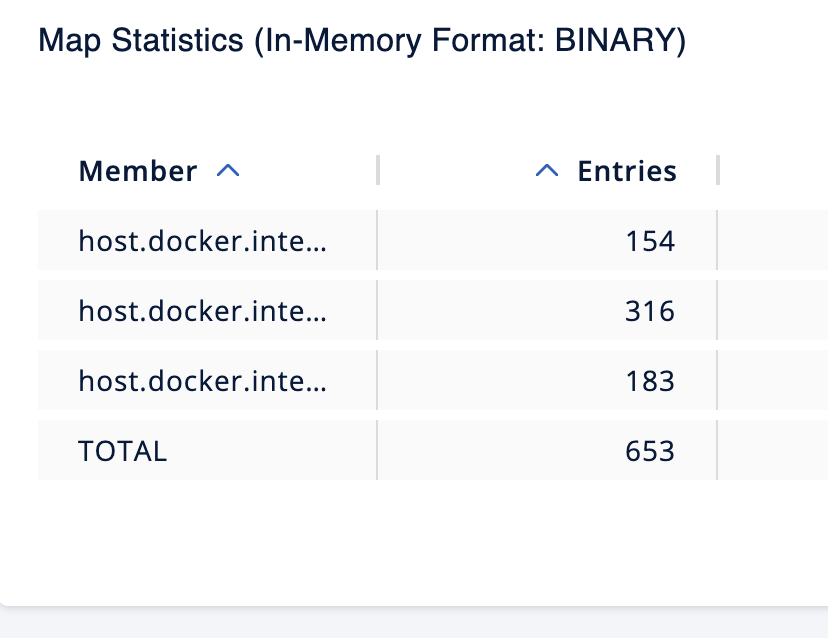 Map Statistics (In-Memory Format: BINARY)
Member Entries
host.docker.inte... 154
host.docker.inte... 316
host.docker.inte... 183
TOTAL 653